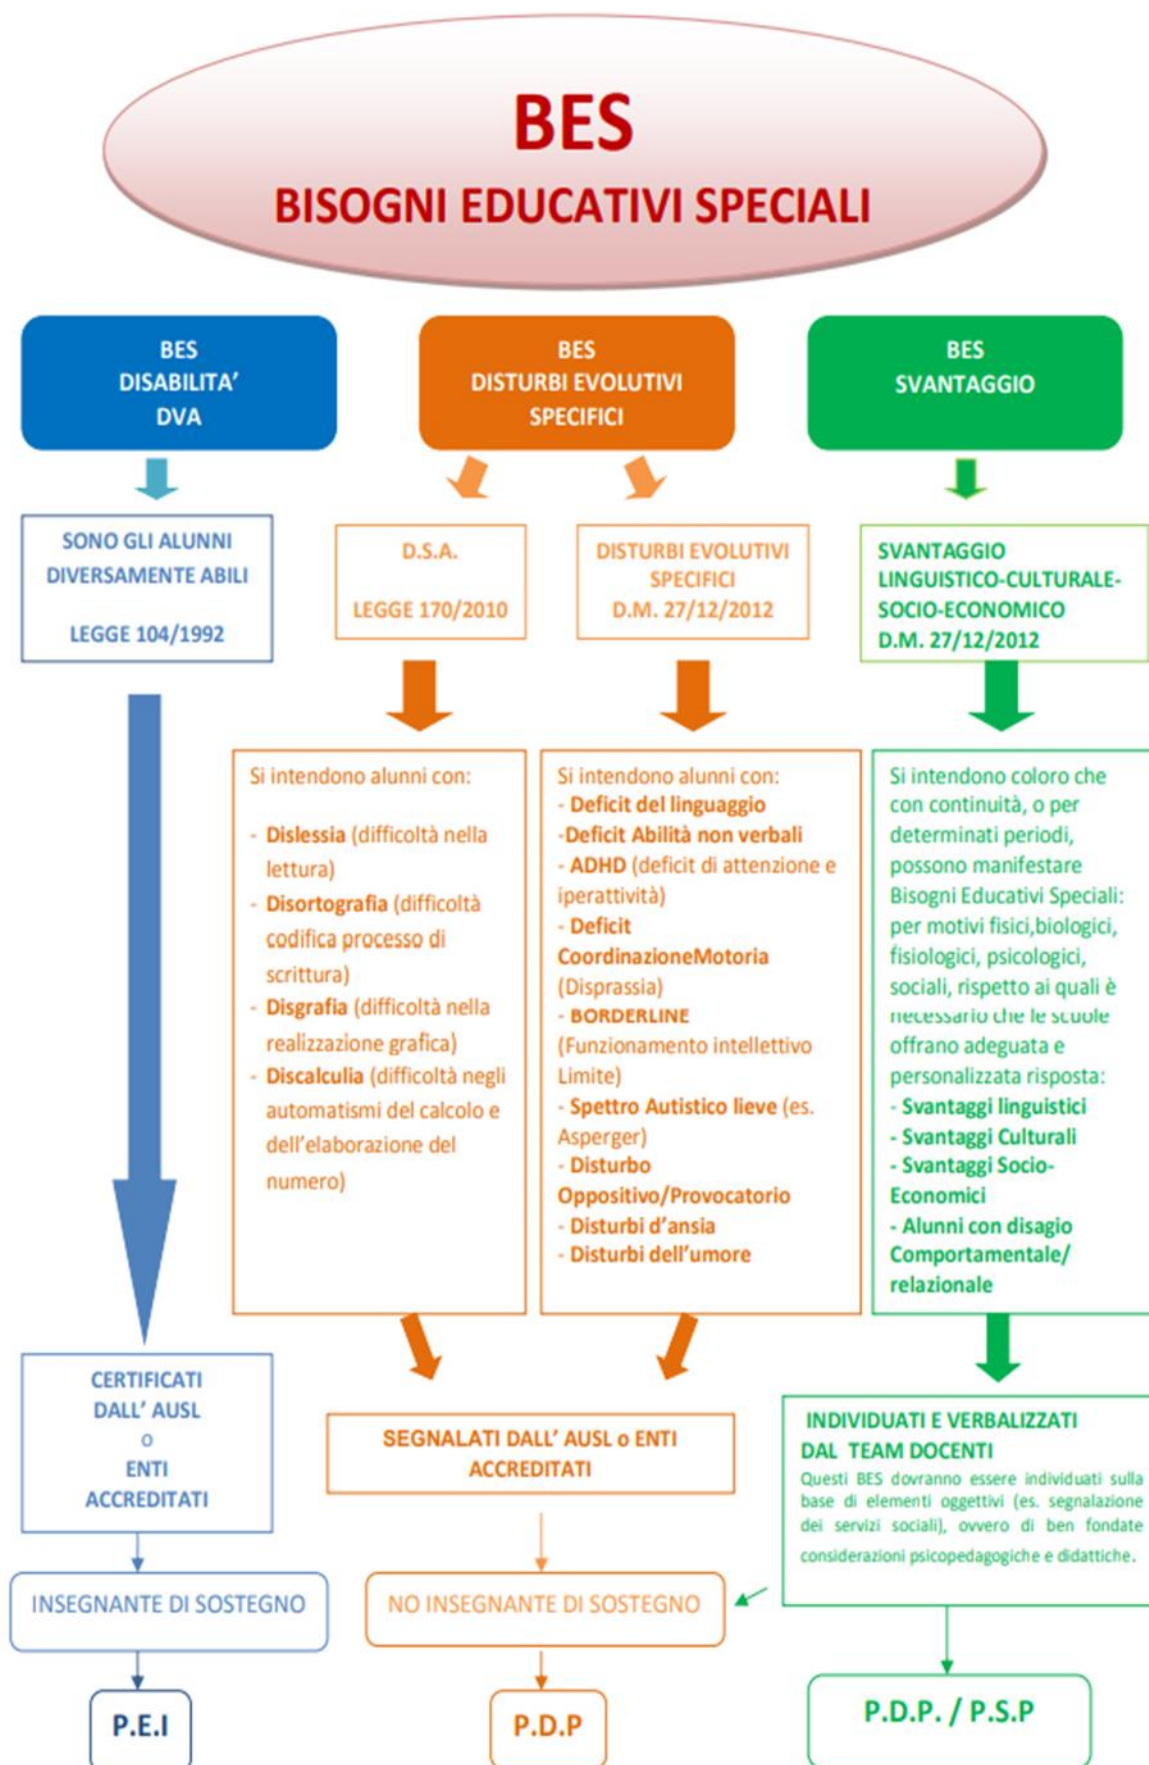 BES
BISOGNI EDUCATIVI SPECIALI
BES
DISABILITA’
DVA
BES
DISTURBI EVOLUTIVI
SPECIFICI
BES
SVANTAGGIO
SONO GLI ALUNNI
DIVERSAMENTE ABILI
LEGGE 104/1992
D.S.A.
LEGGE 170/2010
DISTURBI EVOLUTIVI
SPECIFICI
D.M. 27/12/2012
SVANTAGGIO
LINGUISTICO-CULTURALE-
SOCIO-ECONOMICO
D.M. 27/12/2012
Si intendono alunni con:
- Dislessia (difficoltà nella
lettura)
- Disortografia (difficoltà
codifica processo di
scrittura)
- Disgrafia (difficoltà nella
realizzazione grafica)
- Discalculia (difficoltà negli
automatismi del calcolo e
dell’elaborazione del
numero)
Si intendono alunni con:
- Deficit del linguaggio
-Deficit Abilità non verbali
- ADHD (deficit di attenzione e
iperattività)
- Deficit
CoordinazioneMotoria
(Disprassia)
- BORDERLINE
(Funzionamento intellettivo
Limite)
- Spettro Autistico lieve (es.
Asperger)
- Disturbo
Oppositivo/Provocatorio
- Disturbi d’ansia
- Disturbi dell’umore
Si intendono coloro che
con continuità, o per
determinati periodi,
possono manifestare
Bisogni Educativi Speciali:
per motivi fisici,biologici,
fisiologici, psicologici,
sociali, rispetto ai quali è
necessario che le scuole
offrano adeguata e
personalizzata risposta:
- Svantaggi linguistici
- Svantaggi Culturali
- Svantaggi Socio-
Economici
- Alunni con disagio
Comportamentale/
relazionale
CERTIFICATI
DALL’ AUSL
o
ENTI
ACCREDITATI
SEGNALATI DALL’ AUSL o ENTI
ACCREDITATI
INDIVIDUATI E VERBALIZZATI
DAL TEAM DOCENTI
Questi BES dovranno essere individuati sulla
base di elementi oggettivi (es. segnalazione
dei servizi sociali), ovvero di ben fondate
considerazioni psicopedagogiche e didattiche.
INSEGNANTE DI SOSTEGNO
NO INSEGNANTE DI SOSTEGNO
P.E.I
P.D.P
P.D.P. / P.S.P